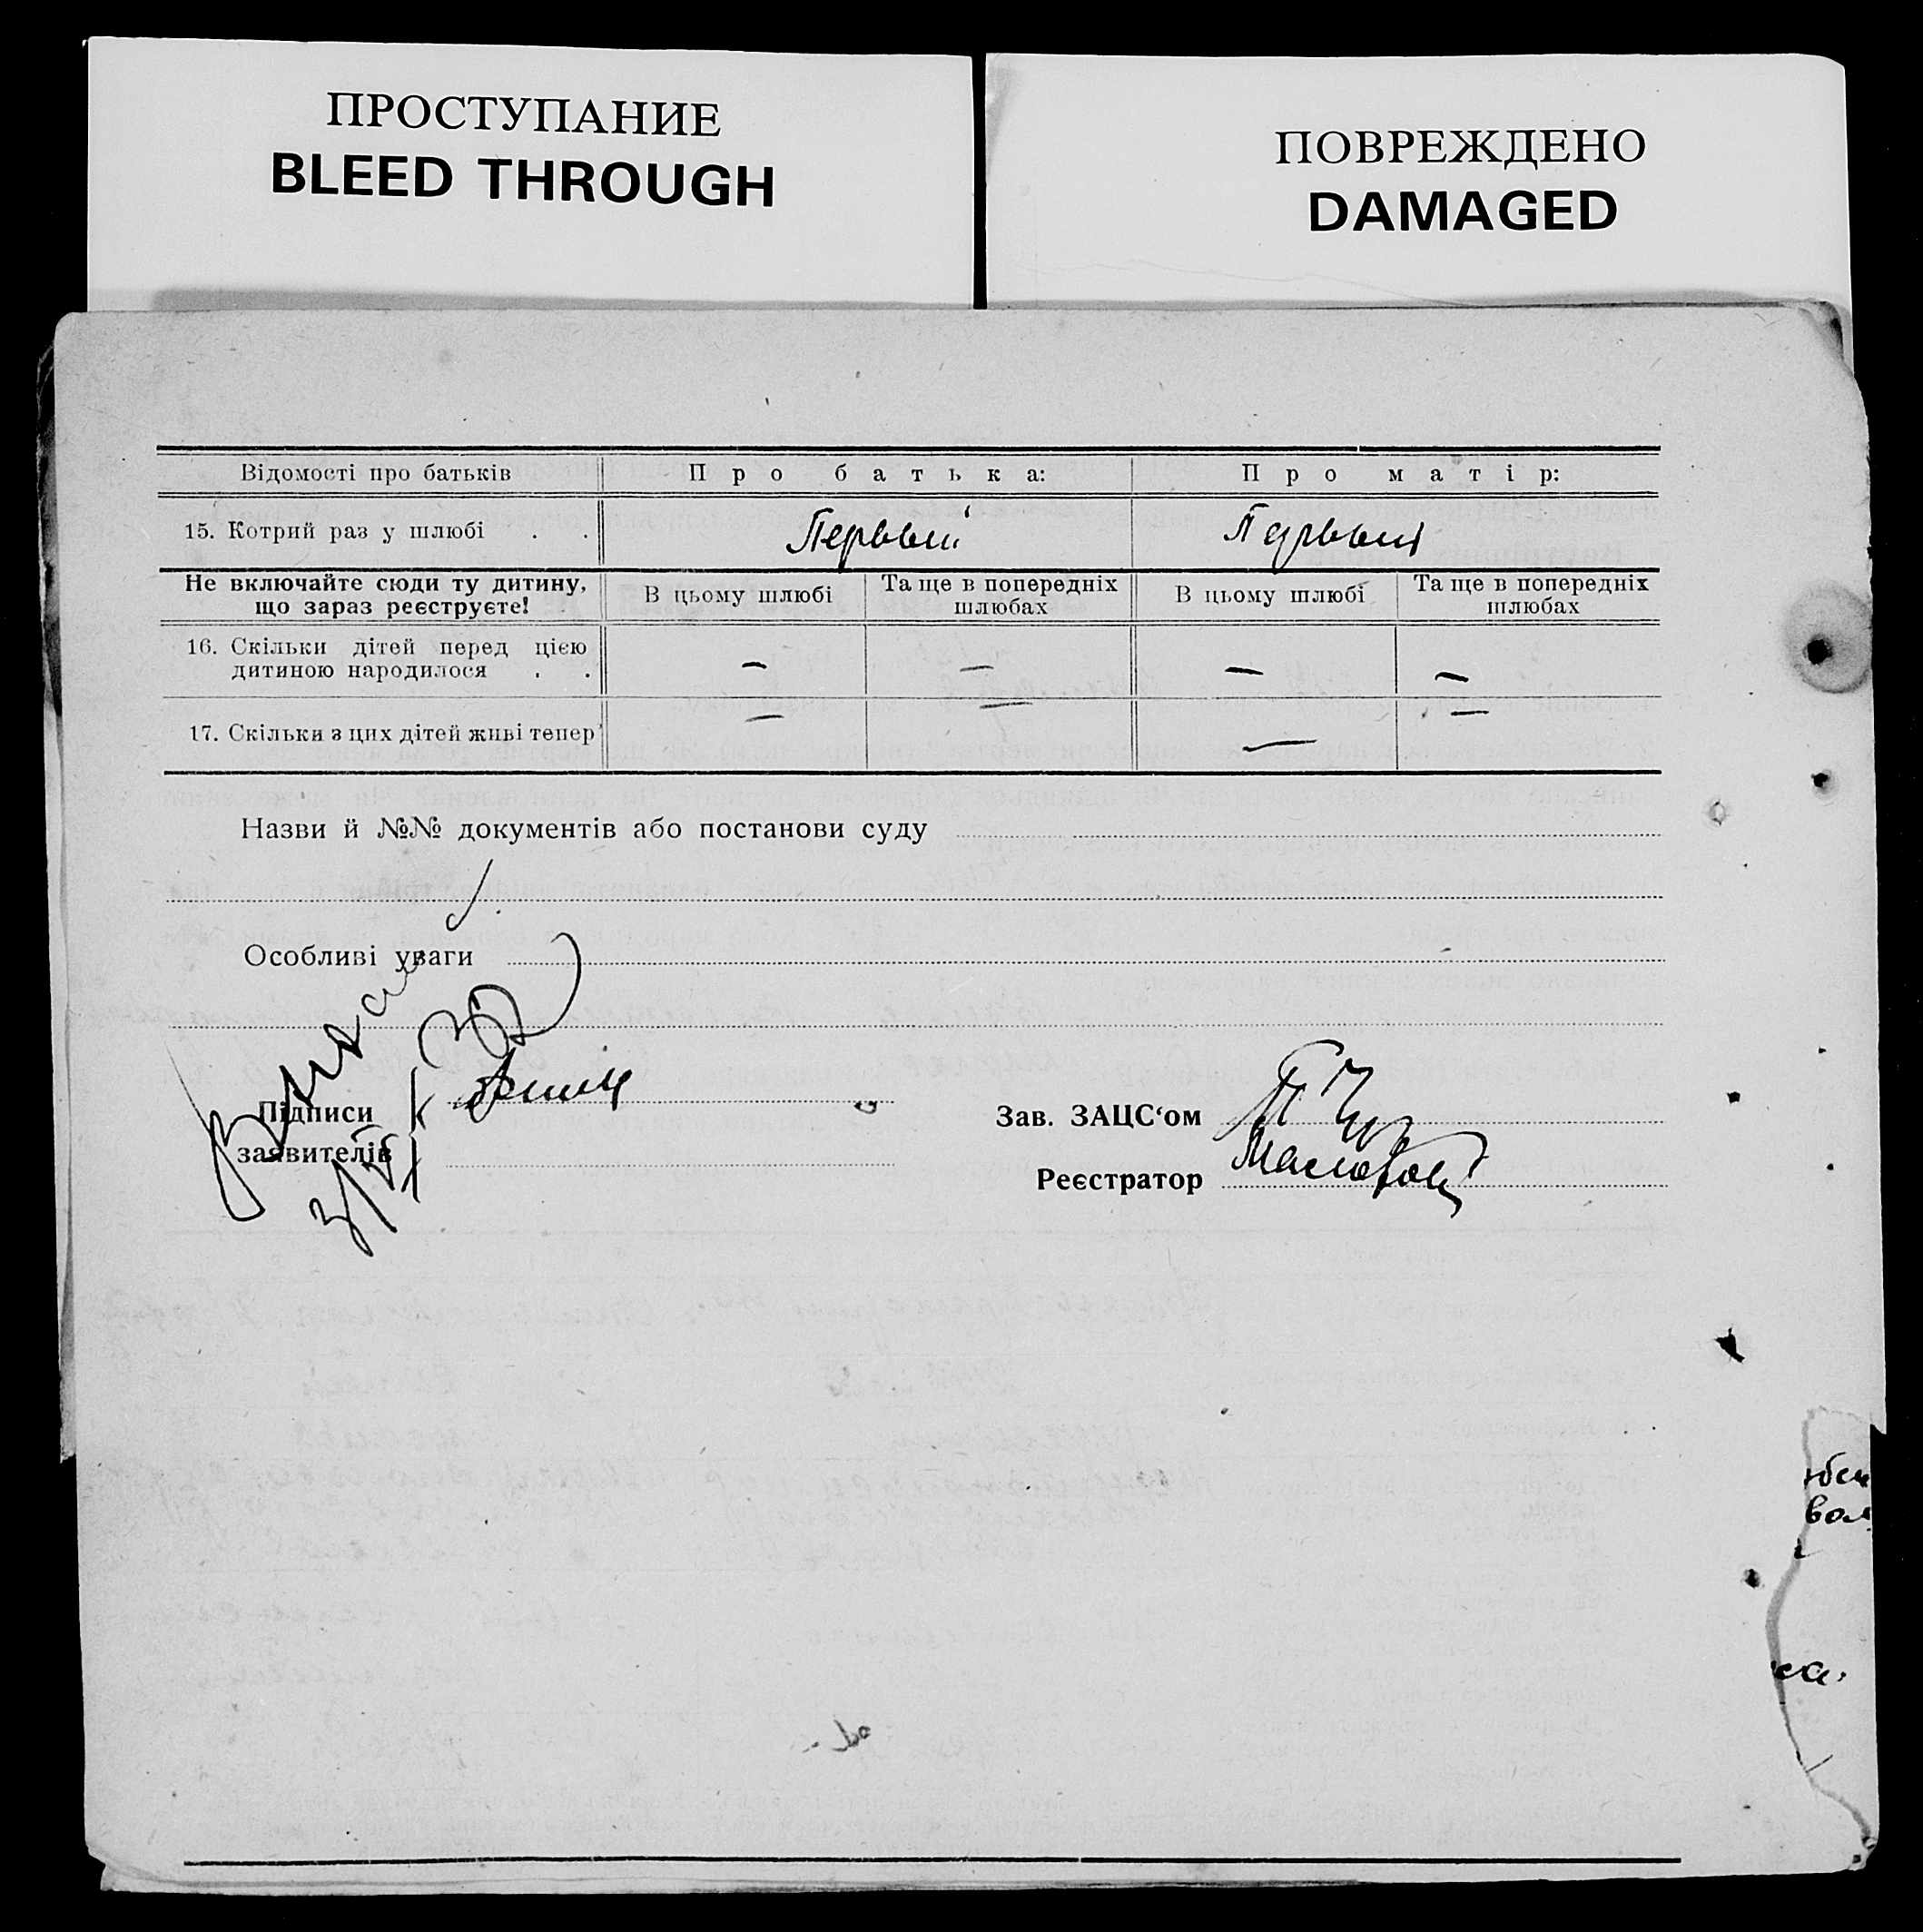 ПРОСТУПАНИЕ
BLEED THROUGH
ПОВРЕЖДЕНО
DAMAGED
Відомості про батьків Про батька: Про матір:
15. Котрий раз у шлюбі . . Первый Первый
Не включайте сюди ту дитину, що зараз реєструєте! В цьому шлюбі Та ще в попередніх шлюбах В цьому шлюбі Та ще в попередніх шлюбах
16. Скільки дітей перед цією
дитиною народилося . . — — — —
17. Скільки з цих дітей живі тепер — — — —
Назви й №№ документів або постанови суду
Особливі уваги
Підписи
заявителів
Зав. ЗАЦС‘ом
Реєстратор
вол